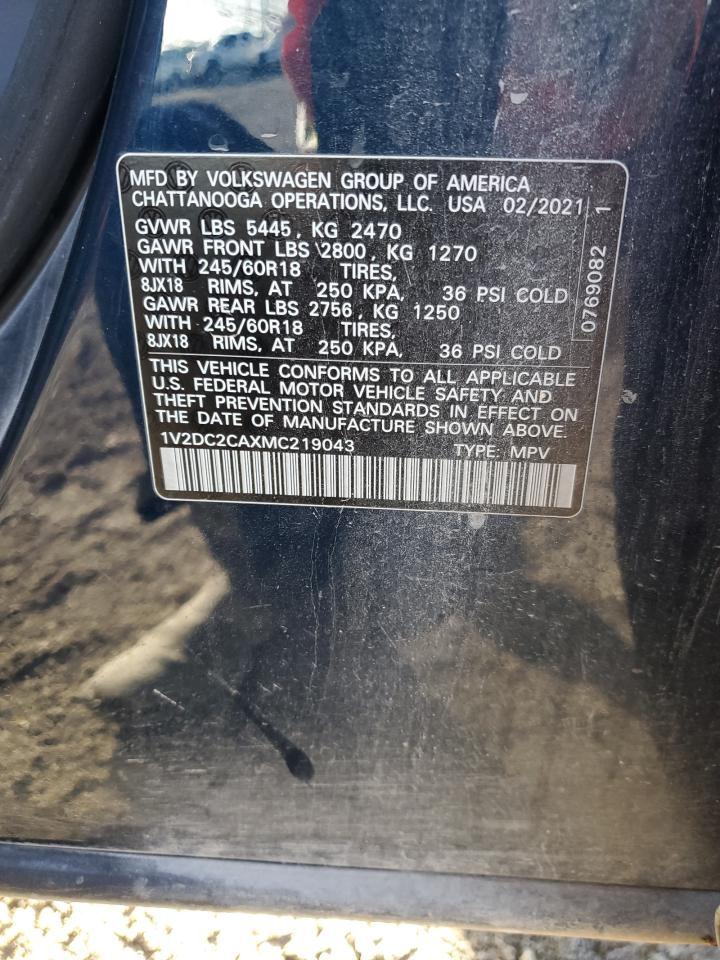 MFD BY VOLKSWAGEN GROUP OF AMERICA
CHATTANOOGA OPERATIONS, LLC. USA 02/2021
GVWR LBS 5445, KG 2470
GAWR FRONT LBS 2800, KG 1270
WITH 245/60R18 TIRES,
8JX18 RIMS, AT 250 KPA, 36 PSI COLD
GAWR REAR LBS 2756, KG 1250
WITH 245/60R18 TIRES,
8JX18 RIMS, AT 250 KPA, 36 PSI COLD
THIS VEHICLE CONFORMS TO ALL APPLICABLE
U.S. FEDERAL MOTOR VEHICLE SAFETY AND
THEFT PREVENTION STANDARDS IN EFFECT ON
THE DATE OF MANUFACTURE SHOWN ABOVE.
1V2DC2CAXMC219043 TYPE: MPV
0769082 1